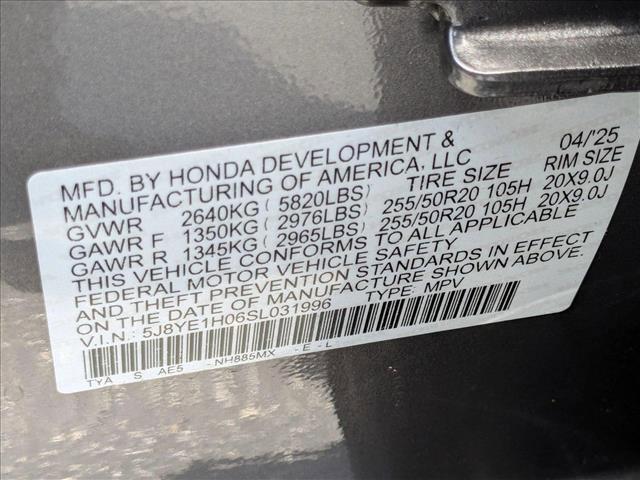 MFD. BY HONDA DEVELOPMENT & 04/'25
MANUFACTURING OF AMERICA, LLC
TIRE SIZE RIM SIZE
GVWR 2640KG( 5820LBS)
GAWR F 1350KG( 2976LBS) 255/50R20 105H 20X9.0J
GAWR R 1345KG( 2965LBS) 255/50R20 105H 20X9.0J
THIS VEHICLE CONFORMS TO ALL APPLICABLE
FEDERAL MOTOR VEHICLE SAFETY
AND THEFT PREVENTION STANDARDS IN EFFECT
ON THE DATE OF MANUFACTURE SHOWN ABOVE.
V.I.N.: 5J8YE1H06SL031996 TYPE: MPV
TYA S AE5 - NH885MX - E - L